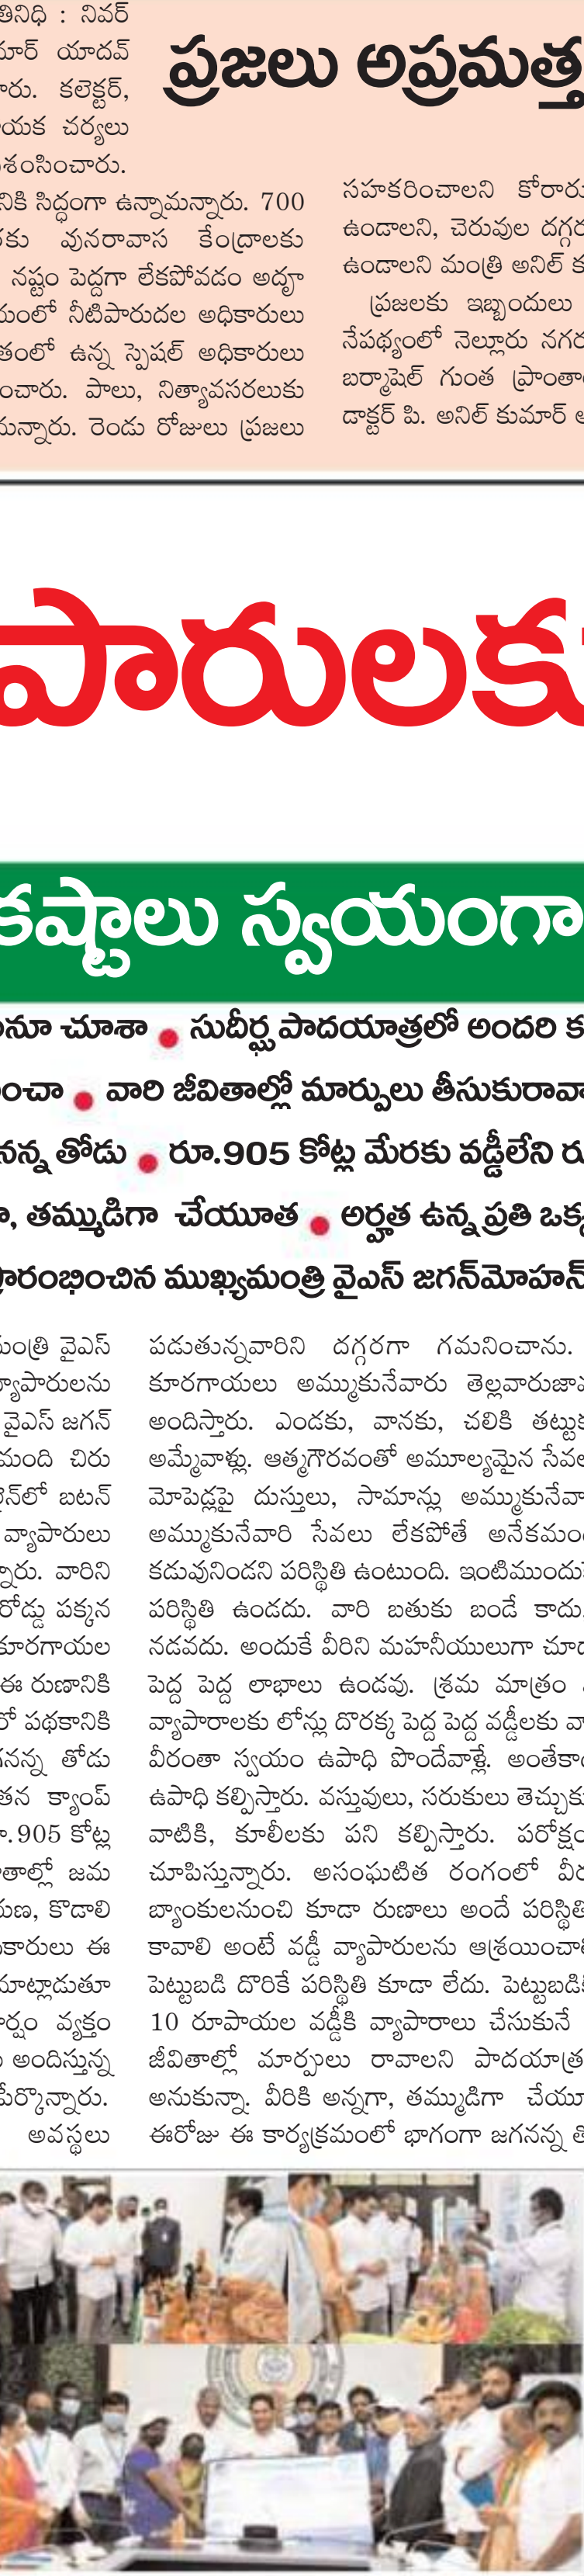 తినిధి : నివర్
మార్ యాదవ్
ారు. కలెక్టర్,
ాయక చర్యలు
శంసించారు.
నికి సిద్ధంగా ఉన్నామన్నారు. 700
రకు వునరావాస కేంద్రాలకు
నష్టం పెద్దగా లేకపోవడం అదృా
మంలో నీటిపారుదల అధికారులు
తంలో ఉన్న స్పెషల్ అధికారులు
ంచారు. పాలు, నిత్యావసరలుకు
మన్నారు. రెండు రోజులు ప్రజలు
ప్రజలు అప్రమత్త
సహకరించాలని కోరారు
ఉండాలని, చెరువుల దగ్గర
ఉండాలని మంత్రి అనిల్ క
ప్రజలకు ఇబ్బందులు
నేపథ్యంలో నెల్లూరు నగర
బర్మాషెల్ గుంత ప్రాంతా
డాక్టర్ పి. అనిల్ కుమార్
పారులకు
కష్టాలు స్వయంగా
నూ చూశా • సుదీర్ఘ పాదయాత్రలో అందరి క
ంచా • వారి జీవితాల్లో మార్పులు తీసుకురావా
నన్న తోడు • రూ.905 కోట్ల మేరకు వడ్డీలేని రు
ా, తమ్ముడిగా చేయూత • అర్హత ఉన్న ప్రతి ఒక్క
ప్రారంభించిన ముఖ్యమంత్రి వైఎస్ జగన్‌మోహన్
మంత్రి వైఎస్
్యాపారులను
వైఎస్ జగన్
మంది చిరు
లైన్‌లో బటన్
వ్యాపారులు
్నారు. వారిని
రోడ్డు పక్కన
కూరగాయల
ఈ రుణానికి
రో పథకానికి
గనన్న తోడు
తన క్యాంప్
ూ.905 కోట్ల
ాతాల్లో జమ
యణ, కొడాలి
ికారులు ఈ
మాట్లాడుతూ
ార్షం వ్యక్తం
అందిస్తున్న
పేర్కొన్నారు.
అవస్థలు
పడుతున్నవారిని దగ్గరగా గమనించాను.
కూరగాయలు అమ్ముకునేవారు తెల్లవారుజామ
అందిస్తారు. ఎండకు, వానకు, చలికి తట్టుక
అమ్మేవాళ్లు. ఆత్మగౌరవంతో అమూల్యమైన సేవల
మోపెడ్లపై దుస్తులు, సామాన్లు అమ్ముకునేవా
అమ్ముకునేవారి సేవలు లేకపోతే అనేకమం
కడువునిండని పరిస్థితి ఉంటుంది. ఇంటిముందు
పరిస్థితి ఉండదు. వారి బతుకు బండే కాదు
నడవదు. అందుకే వీరిని మహనీయులుగా చూడ
పెద్ద పెద్ద లాభాలు ఉండవు. శ్రమ మాత్రం
వ్యాపారాలకు లోన్లు దొరక్క పెద్ద పెద్ద వడ్డీలకు వా
వీరంతా స్వయం ఉపాధి పొందేవాళ్లే. అంతేకా
ఉపాధి కల్పిస్తారు. వస్తువులు, సరుకులు తెచ్చుకు
వాటికి, కూలీలకు పని కల్పిస్తారు. పరోక్షం
చూపిస్తున్నారు. అసంఘటిత రంగంలో వీర
బ్యాంకులనుంచి కూడా రుణాలు అందే పరిస్థితి
కావాలి అంటే వడ్డీ వ్యాపారులను ఆశ్రయించా
పెట్టుబడి దొరికే పరిస్థితి కూడా లేదు. పెట్టుబడి
10 రూపాయల వడ్డీకి వ్యాపారాలు చేసుకునే
జీవితాల్లో మార్పులు రావాలని పాదయాత్ర
అనుకున్నా. వీరికి అన్నగా, తమ్ముడిగా చేయూ
ఈరోజు ఈ కార్యక్రమంలో భాగంగా జగనన్న తో